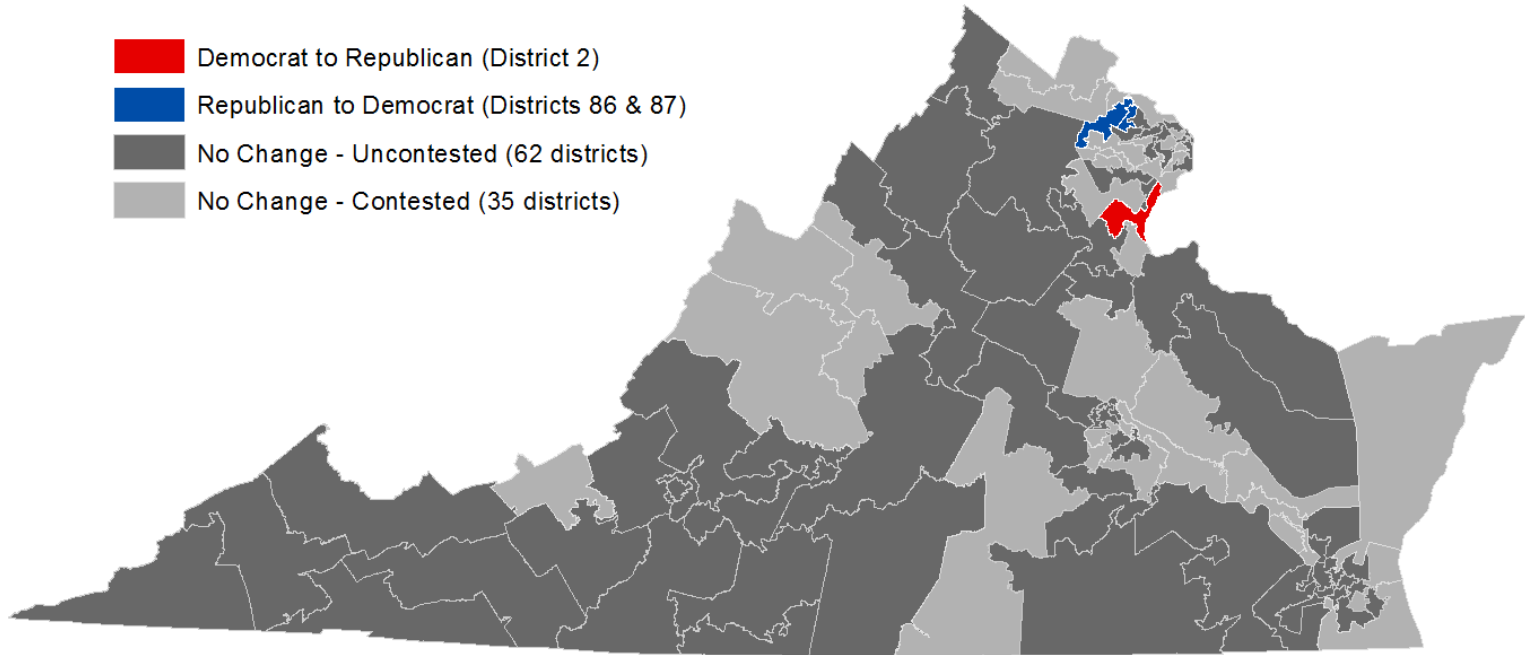 Democrat to Republican (District 2)
Republican to Democrat (Districts 86 & 87)
No Change - Uncontested (62 districts)
No Change - Contested (35 districts)